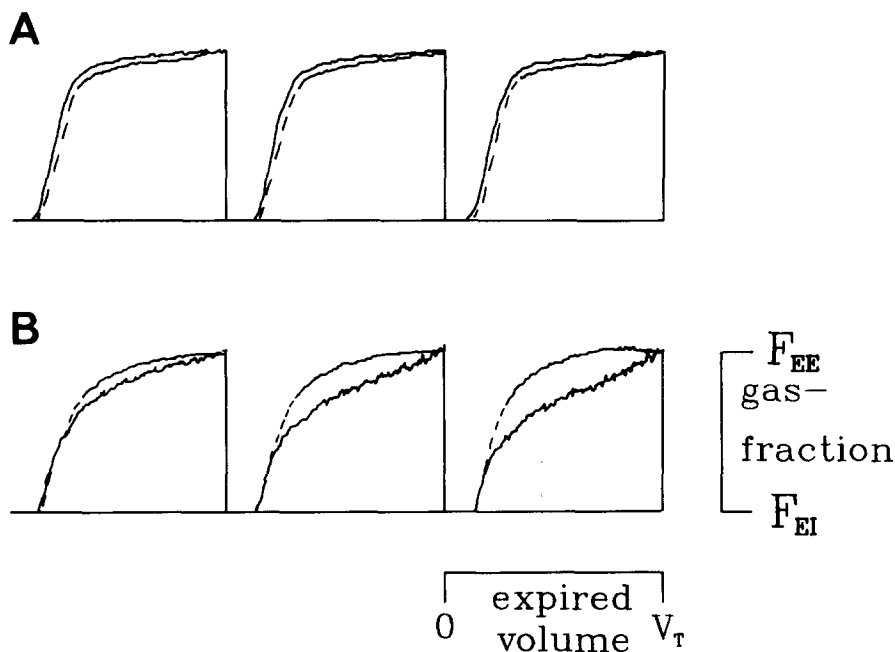 A
B
F_EE
gas-
fraction
F_EI
expired
0 volume V_T